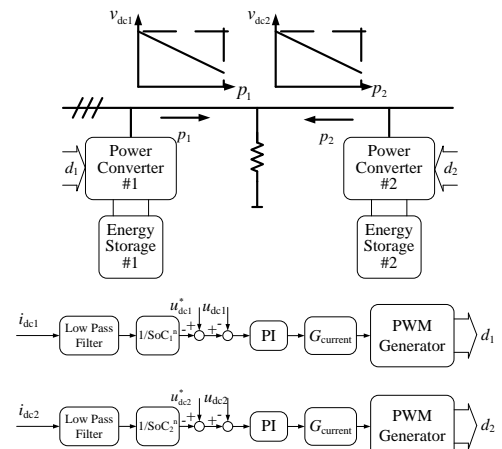 v_dc1
v_dc2
p_1
p_2
p_1
p_2
d_1
Power
Converter
#1
Power
Converter
#2
d_2
Energy
Storage
#1
Energy
Storage
#2
i_dc1
Low Pass
Filter
1/SoC_1^n
u*_dc1
u_dc1
- +
+ -
PI
G_current
PWM
Generator
d_1
i_dc2
Low Pass
Filter
1/SoC_2^n
u*_dc2
u_dc2
- +
+ -
PI
G_current
PWM
Generator
d_2